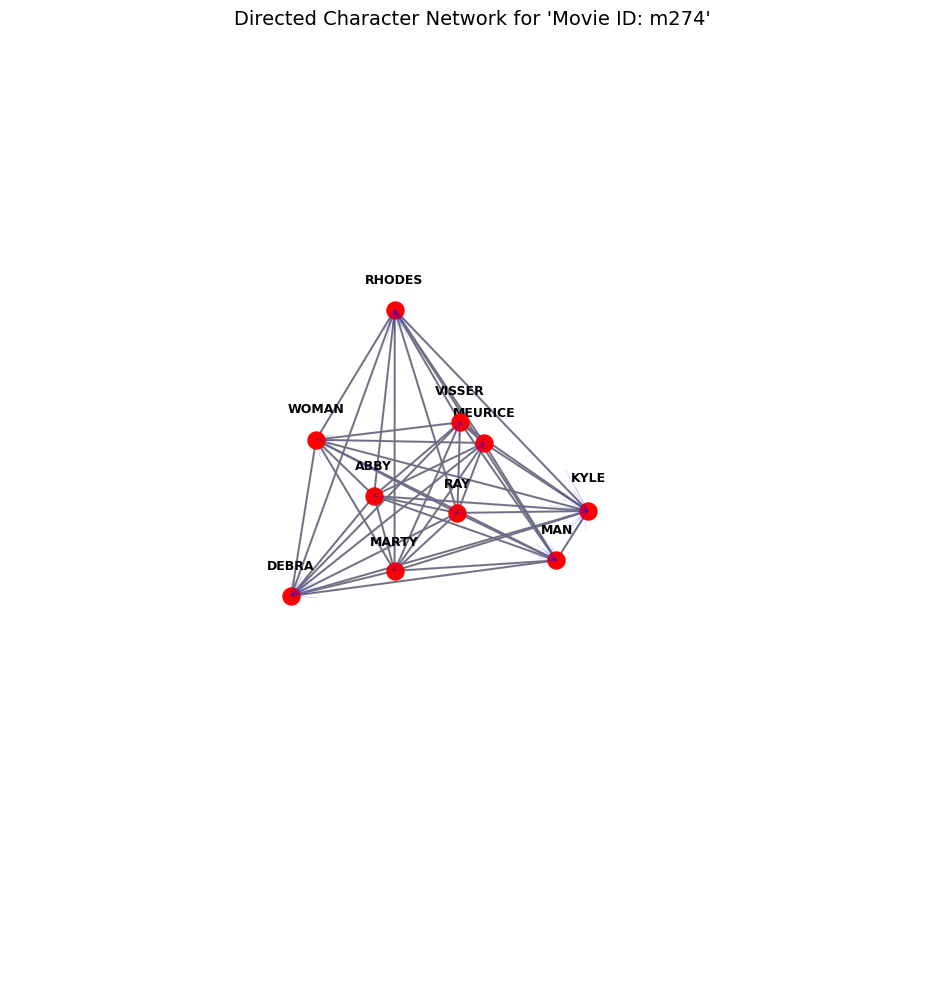 Directed Character Network for 'Movie ID: m274'
RHODES
VISSER
WOMAN
MEURICE
ABBY
KYLE
RAY
MAN
MARTY
DEBRA